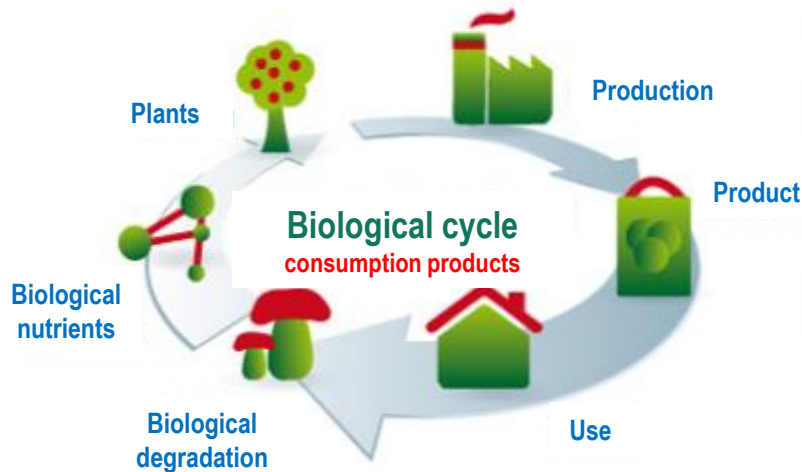 Plants
Production
Product
Biological cycle
consumption products
Biological
nutrients
Biological
degradation
Use